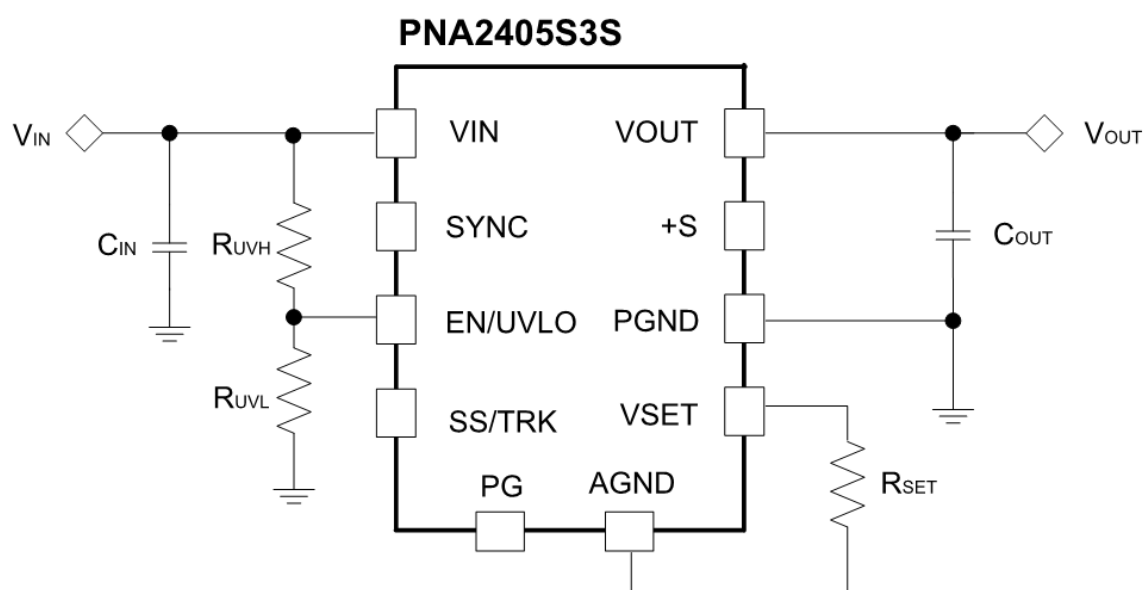 PNA2405S3S
VIN
VIN
VOUT
VOUT
CIN
RUVH
SYNC
+S
COUT
EN/UVLO
PGND
RUVL
SS/TRK
VSET
RSET
PG
AGND